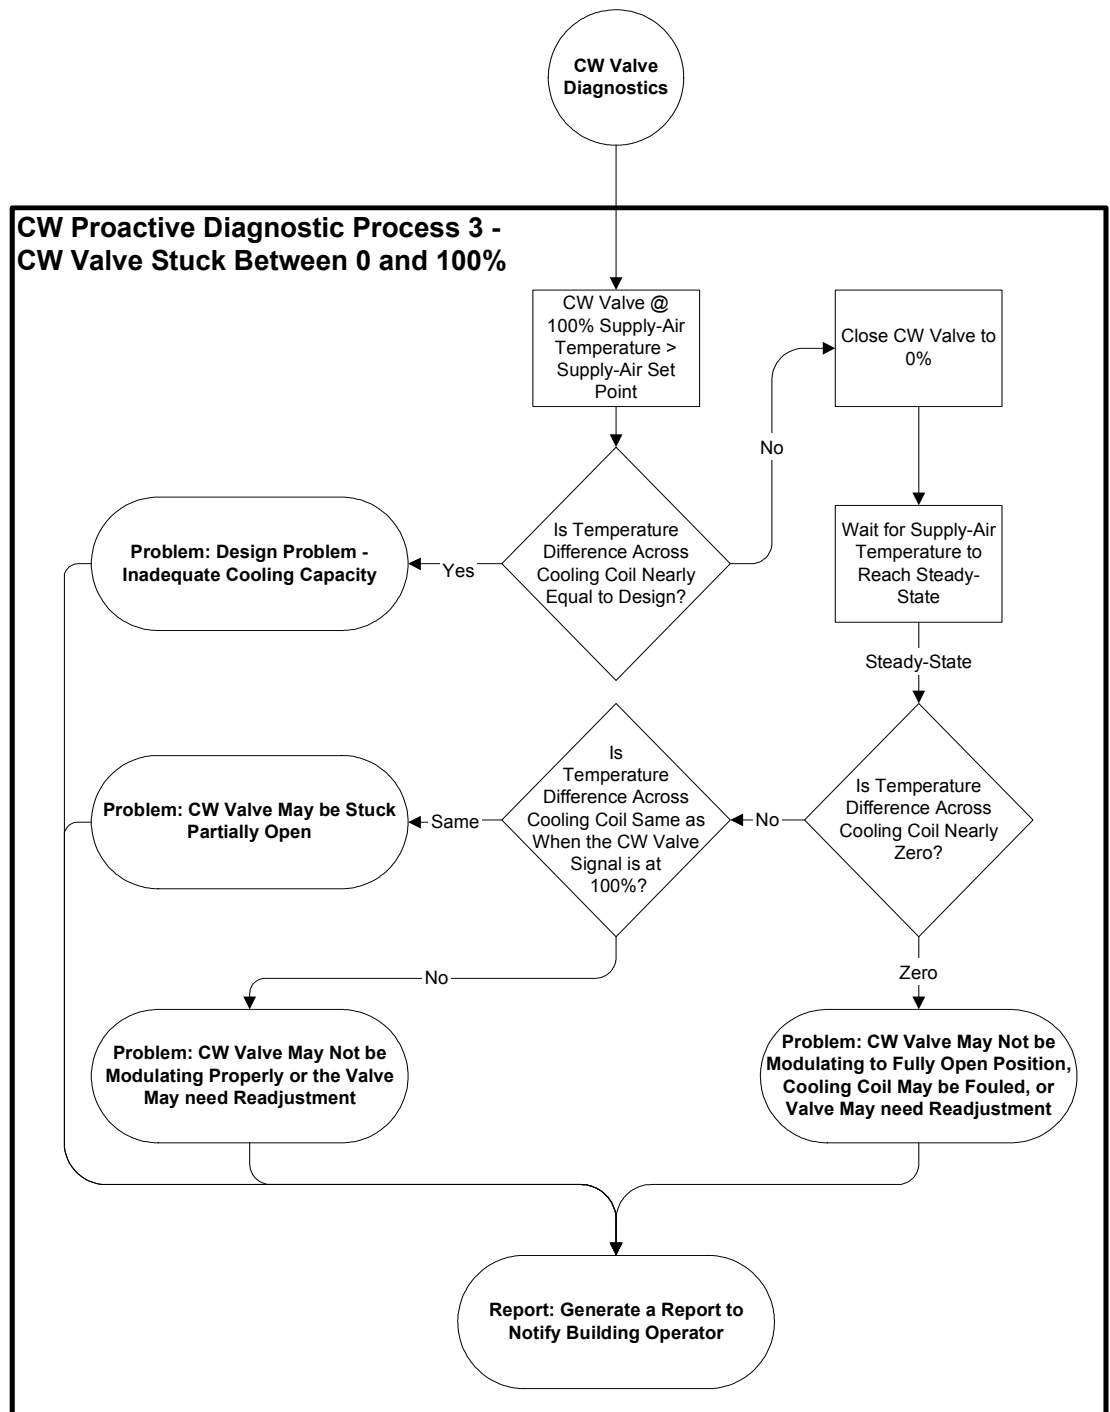 CW Valve
Diagnostics
CW Proactive Diagnostic Process 3 -
CW Valve Stuck Between 0 and 100%
CW Valve @
100% Supply-Air
Temperature >
Supply-Air Set
Point
Close CW Valve to
0%
No
Is Temperature
Difference Across
Cooling Coil Nearly
Equal to Design?
Yes
Problem: Design Problem -
Inadequate Cooling Capacity
Wait for Supply-Air
Temperature to
Reach Steady-
State
Steady-State
Is Temperature
Difference Across
Cooling Coil Nearly
Zero?
No
Is
Temperature
Difference Across
Cooling Coil Same as
When the CW Valve
Signal is at
100%?
Same
Problem: CW Valve May be Stuck
Partially Open
No
Zero
Problem: CW Valve May Not be
Modulating Properly or the Valve
May need Readjustment
Problem: CW Valve May Not be
Modulating to Fully Open Position,
Cooling Coil May be Fouled, or
Valve May need Readjustment
Report: Generate a Report to
Notify Building Operator